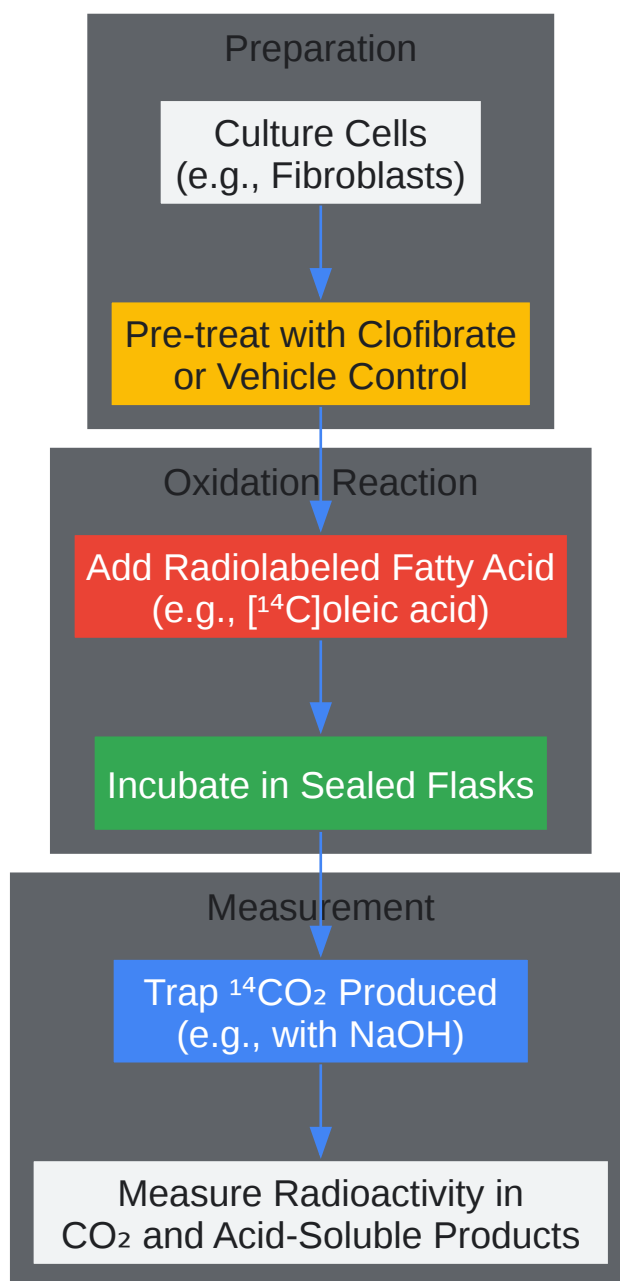 Preparation
Culture Cells
(e.g., Fibroblasts)
Pre-treat with Clofibrate
or Vehicle Control
Oxidation Reaction
Add Radiolabeled Fatty Acid
(e.g., [¹⁴C]oleic acid)
Incubate in Sealed Flasks
Measurement
Trap ¹⁴CO₂ Produced
(e.g., with NaOH)
Measure Radioactivity in
CO₂ and Acid-Soluble Products